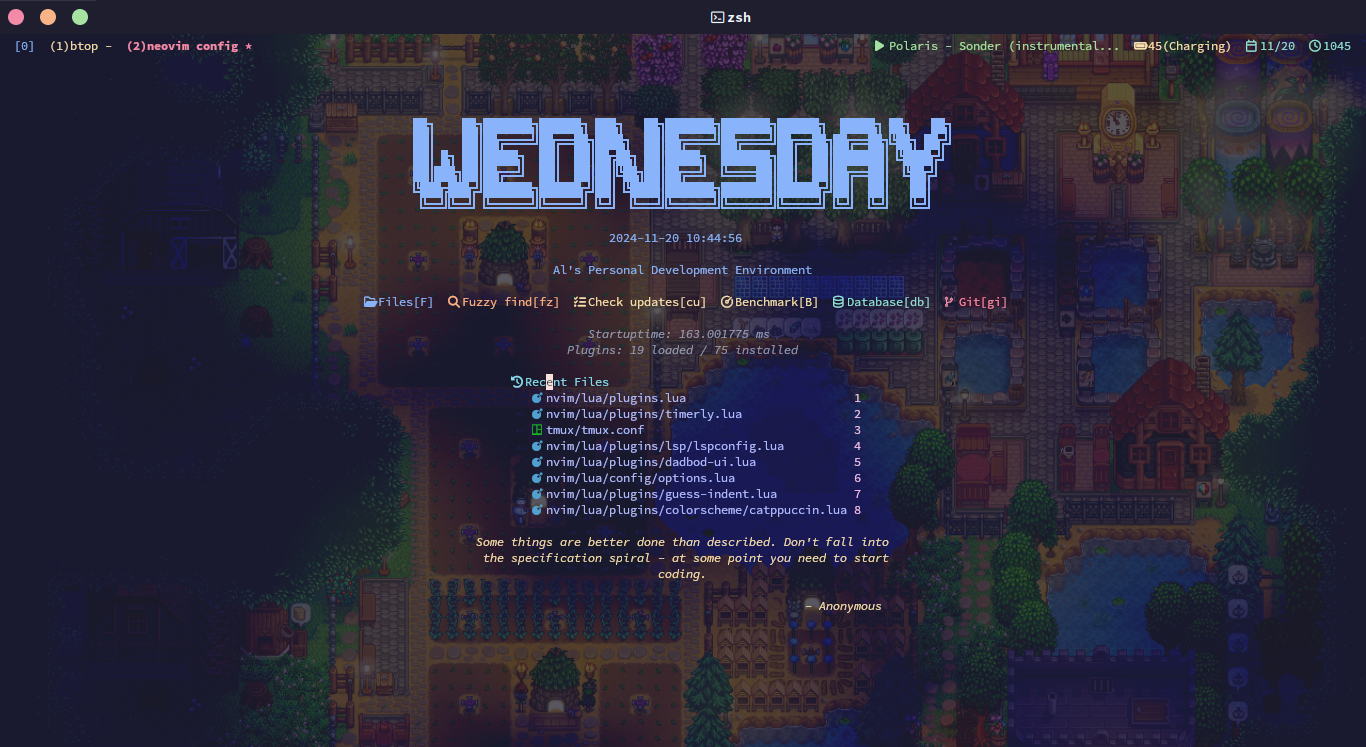 zsh
[0] (1)btop - (2)neovim config * Polaris - Sonder (instrumental... 45(Charging) 11/20 1045
WEDNESDAY
2024-11-20 10:44:56
Al's Personal Development Environment
Files[F] Fuzzy find[fz] Check updates[cu] Benchmark[B] Database[db] Git[gi]
Startuptime: 163.001775 ms
Plugins: 19 loaded / 75 installed
Recent Files
nvim/lua/plugins.lua 1
nvim/lua/plugins/timerly.lua 2
tmux/tmux.conf 3
nvim/lua/plugins/lsp/lspconfig.lua 4
nvim/lua/plugins/dadbod-ui.lua 5
nvim/lua/config/options.lua 6
nvim/lua/plugins/guess-indent.lua 7
nvim/lua/plugins/colorscheme/catppuccin.lua 8
Some things are better done than described. Don't fall into
the specification spiral - at some point you need to start
coding.
- Anonymous